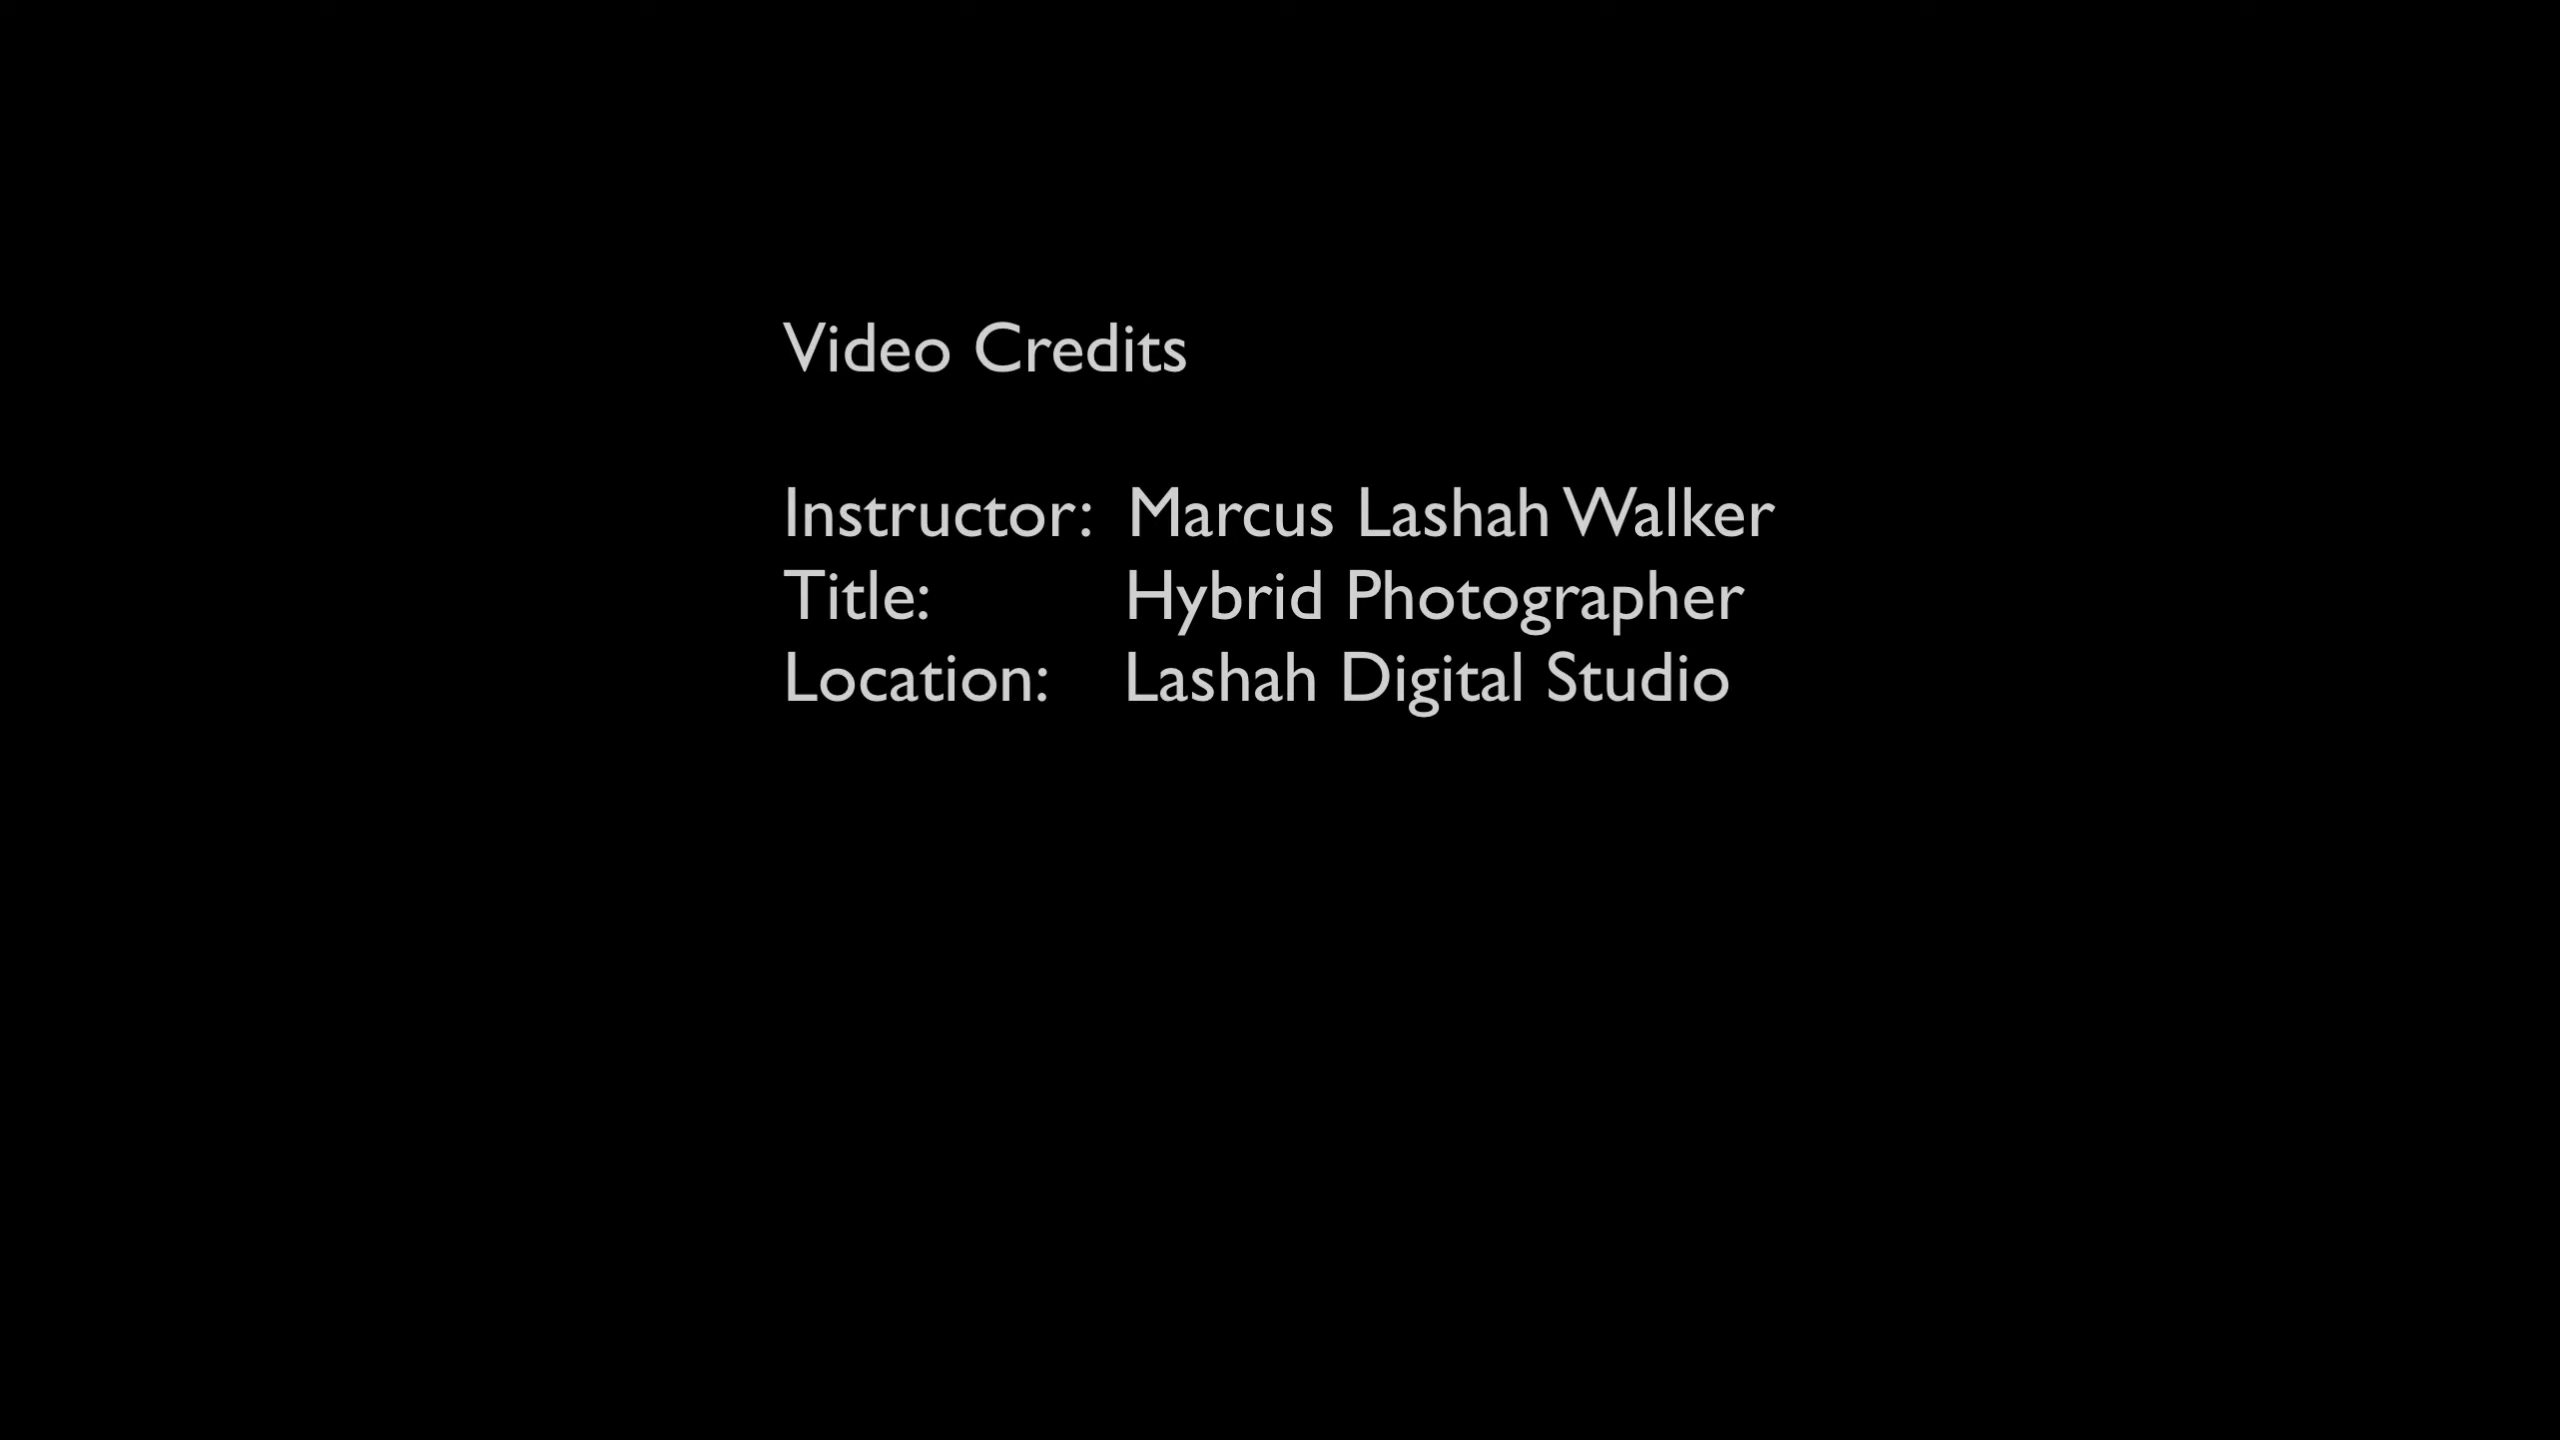 Video Credits
Instructor: Marcus Lashah Walker
Title: Hybrid Photographer
Location: Lashah Digital Studio